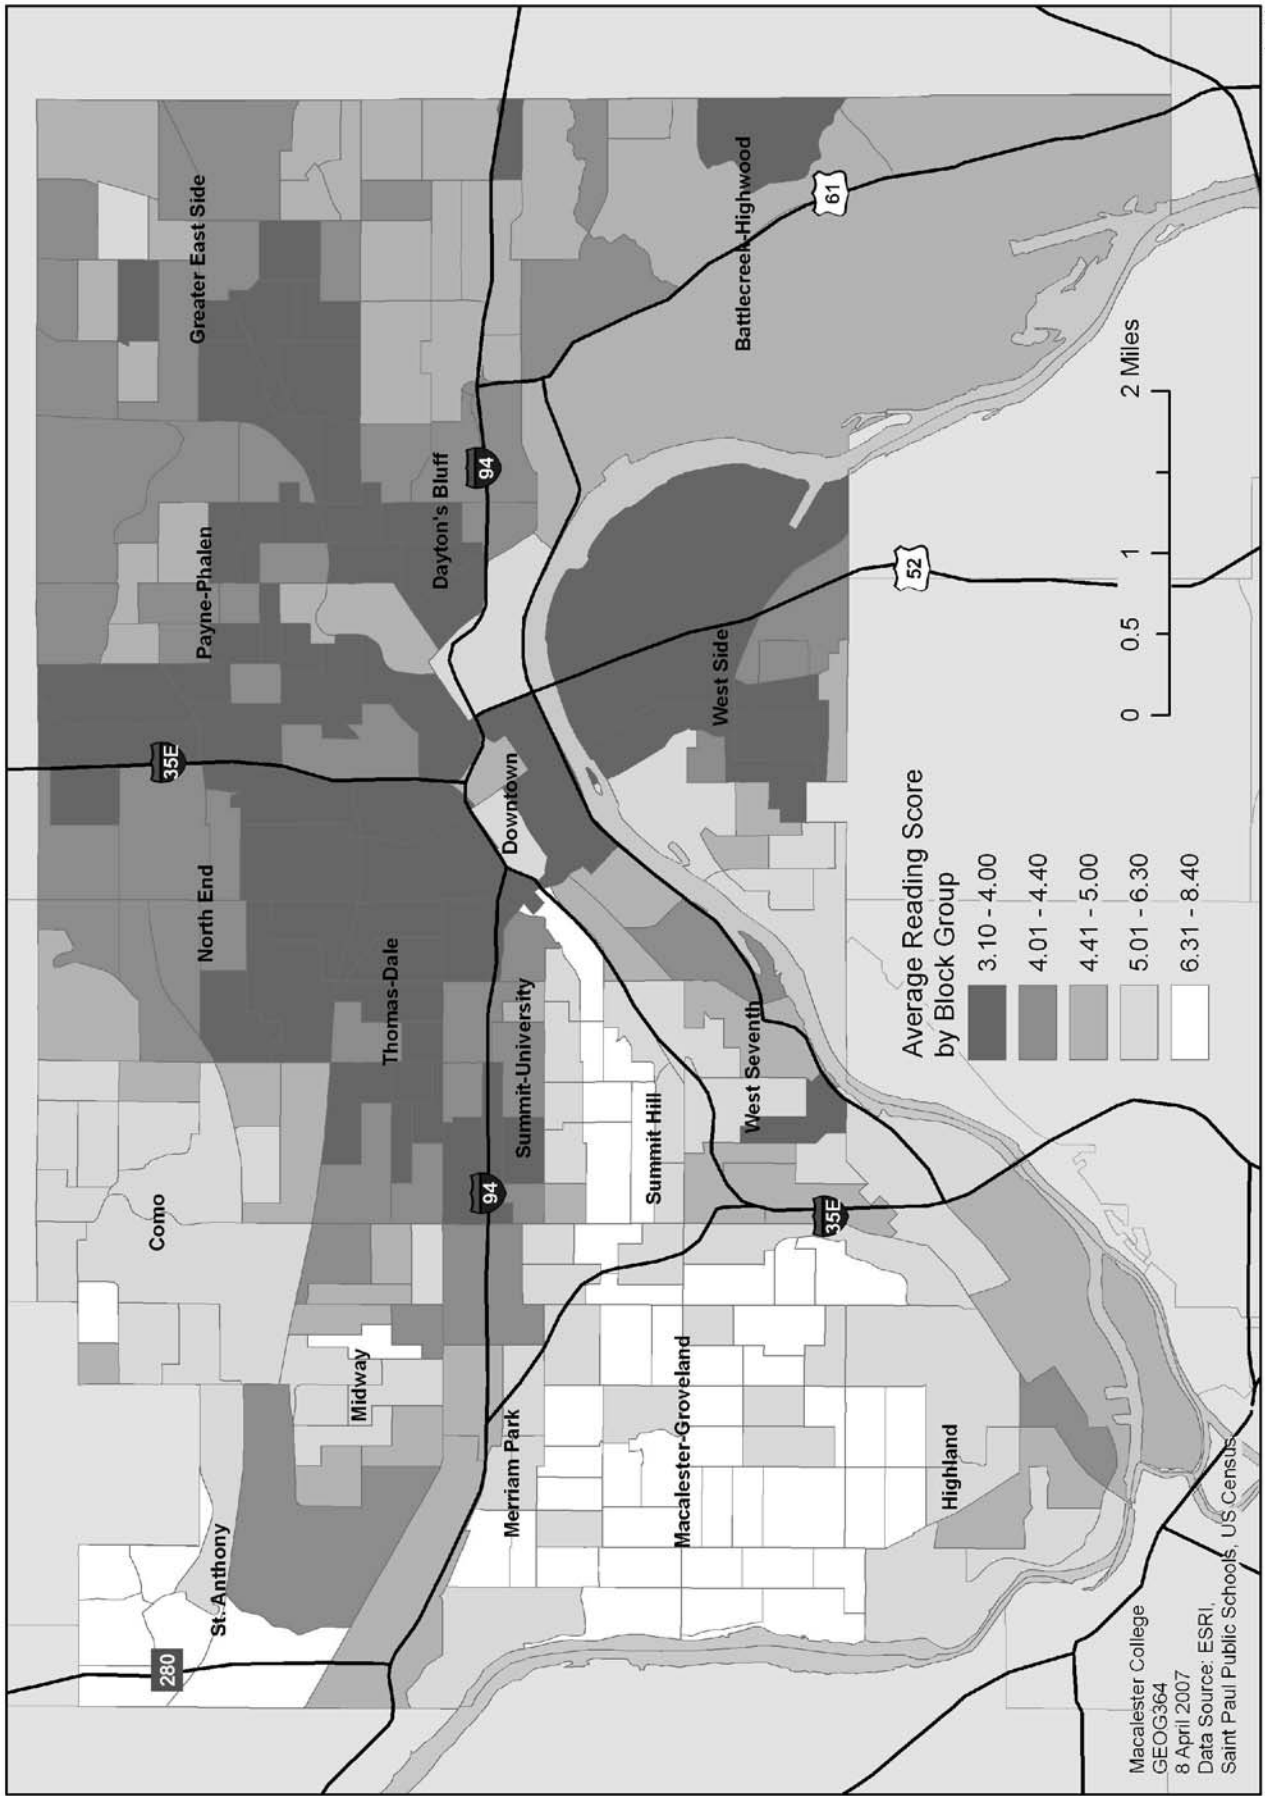 St. Anthony
Como
North End
Payne-Phalen
Greater East Side
Midway
Thomas-Dale
Dayton's Bluff
Merriam Park
Summit-University
Downtown
Macalester-Groveland
Summit Hill
West Seventh
West Side
Battlecreek-Highwood
Highland
280
35E
94
94
35E
52
61
Average Reading Score
by Block Group
3.10 - 4.00
4.01 - 4.40
4.41 - 5.00
5.01 - 6.30
6.31 - 8.40
0 0.5 1 2 Miles
Macalester College
GEOG364
8 April 2007
Data Source: ESRI,
Saint Paul Public Schools, US Census